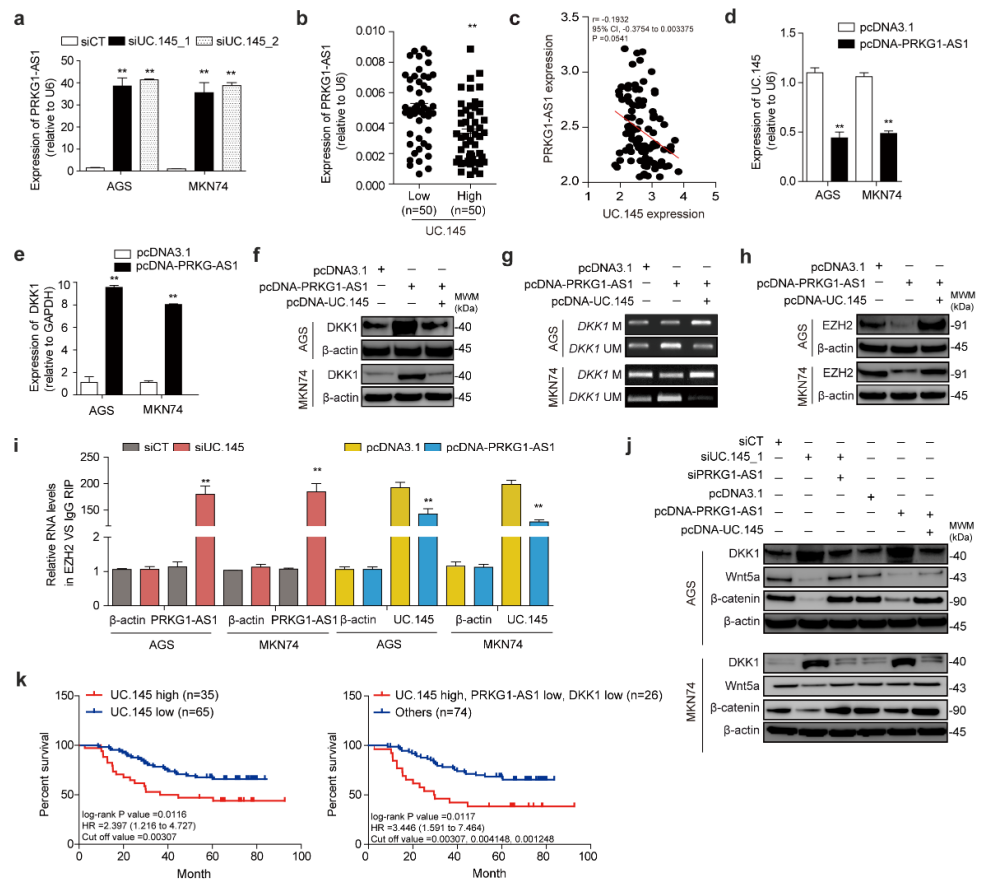 a
siCT siUC.145_1 siUC.145_2
Expression of PRKG1-AS1
(relative to U6)
50
40
30
20
10
0
** ** ** **
AGS MKN74
b
Expression of PRKG1-AS1
(relative to U6)
0.010
0.008
0.006
0.004
0.002
0.000
**
Low High
(n=50) (n=50)
UC.145
c
r= -0.1932
95% CI, -0.3754 to 0.003375
P =0.0541
PRKG1-AS1 expression
3.5
3.0
2.5
2.0
1 2 3 4 5
UC.145 expression
d
pcDNA3.1
pcDNA-PRKG1-AS1
Expression of UC.145
(relative to U6)
1.5
1.0
0.5
0.0
** **
AGS MKN74
e
pcDNA3.1
pcDNA-PRKG-AS1
Expression of DKK1
(relative to GAPDH)
10
8
6
4
2
0
** **
AGS MKN74
f
pcDNA3.1 + – –
pcDNA-PRKG1-AS1 – + +
pcDNA-UC.145 – – +
MWM
(kDa)
AGS
DKK1 -40
β-actin -45
MKN74
DKK1 -40
β-actin -45
g
pcDNA3.1 + – –
pcDNA-PRKG1-AS1 – + +
pcDNA-UC.145 – – +
AGS
DKK1 M
DKK1 UM
MKN74
DKK1 M
DKK1 UM
h
pcDNA3.1 + – –
pcDNA-PRKG1-AS1 – + +
pcDNA-UC.145 – – +
MWM
(kDa)
AGS
EZH2 -91
β-actin -45
MKN74
EZH2 -91
β-actin -45
i
siCT siUC.145 pcDNA3.1 pcDNA-PRKG1-AS1
Relative RNA levels
in EZH2 VS IgG RIP
250
200
150
100
2
1
0
** ** ** **
β-actin PRKG1-AS1 β-actin PRKG1-AS1 β-actin UC.145 β-actin UC.145
AGS MKN74 AGS MKN74
j
siCT + – – – – –
siUC.145_1 – + + – – –
siPRKG1-AS1 – – + – – –
pcDNA3.1 – – – + – –
pcDNA-PRKG1-AS1 – – – – + +
pcDNA-UC.145 – – – – – +
MWM
(kDa)
AGS
DKK1 -40
Wnt5a -43
β-catenin -90
β-actin -45
MKN74
DKK1 -40
Wnt5a -43
β-catenin -90
β-actin -45
k
UC.145 high (n=35)
UC.145 low (n=65)
Percent survival
150
100
50
0
log-rank P value =0.0116
HR =2.397 (1.216 to 4.727)
Cut off value =0.00307
0 20 40 60 80 100
Month
UC.145 high, PRKG1-AS1 low, DKK1 low (n=26)
Others (n=74)
Percent survival
150
100
50
0
log-rank P value =0.0117
HR =3.446 (1.591 to 7.464)
Cut off value =0.00307, 0.004148, 0.001248
0 20 40 60 80 100
Month